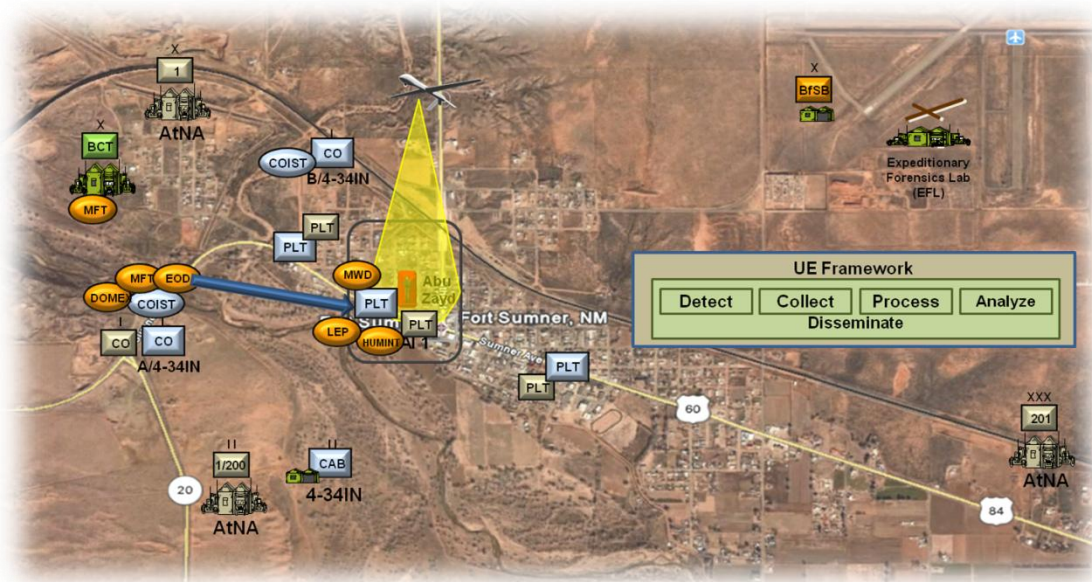 X
1
AtNA
X
BCT
MFT
COIST
CO
B/4-34IN
X
BfSB
Expeditionary
Forensics Lab
(EFL)
PLT
PLT
MWD
Abu
Zayd
MFT
EOD
DOMEX
COIST
PLT
PLT
LEP
HUMINT
AI 1
Fort Sumner, NM
CO
CO
A/4-34IN
UE Framework
Detect
Collect
Process
Analyze
Disseminate
Sumner Ave
PLT
PLT
60
XXX
201
AtNA
II
1/200
AtNA
II
CAB
4-34IN
20
84